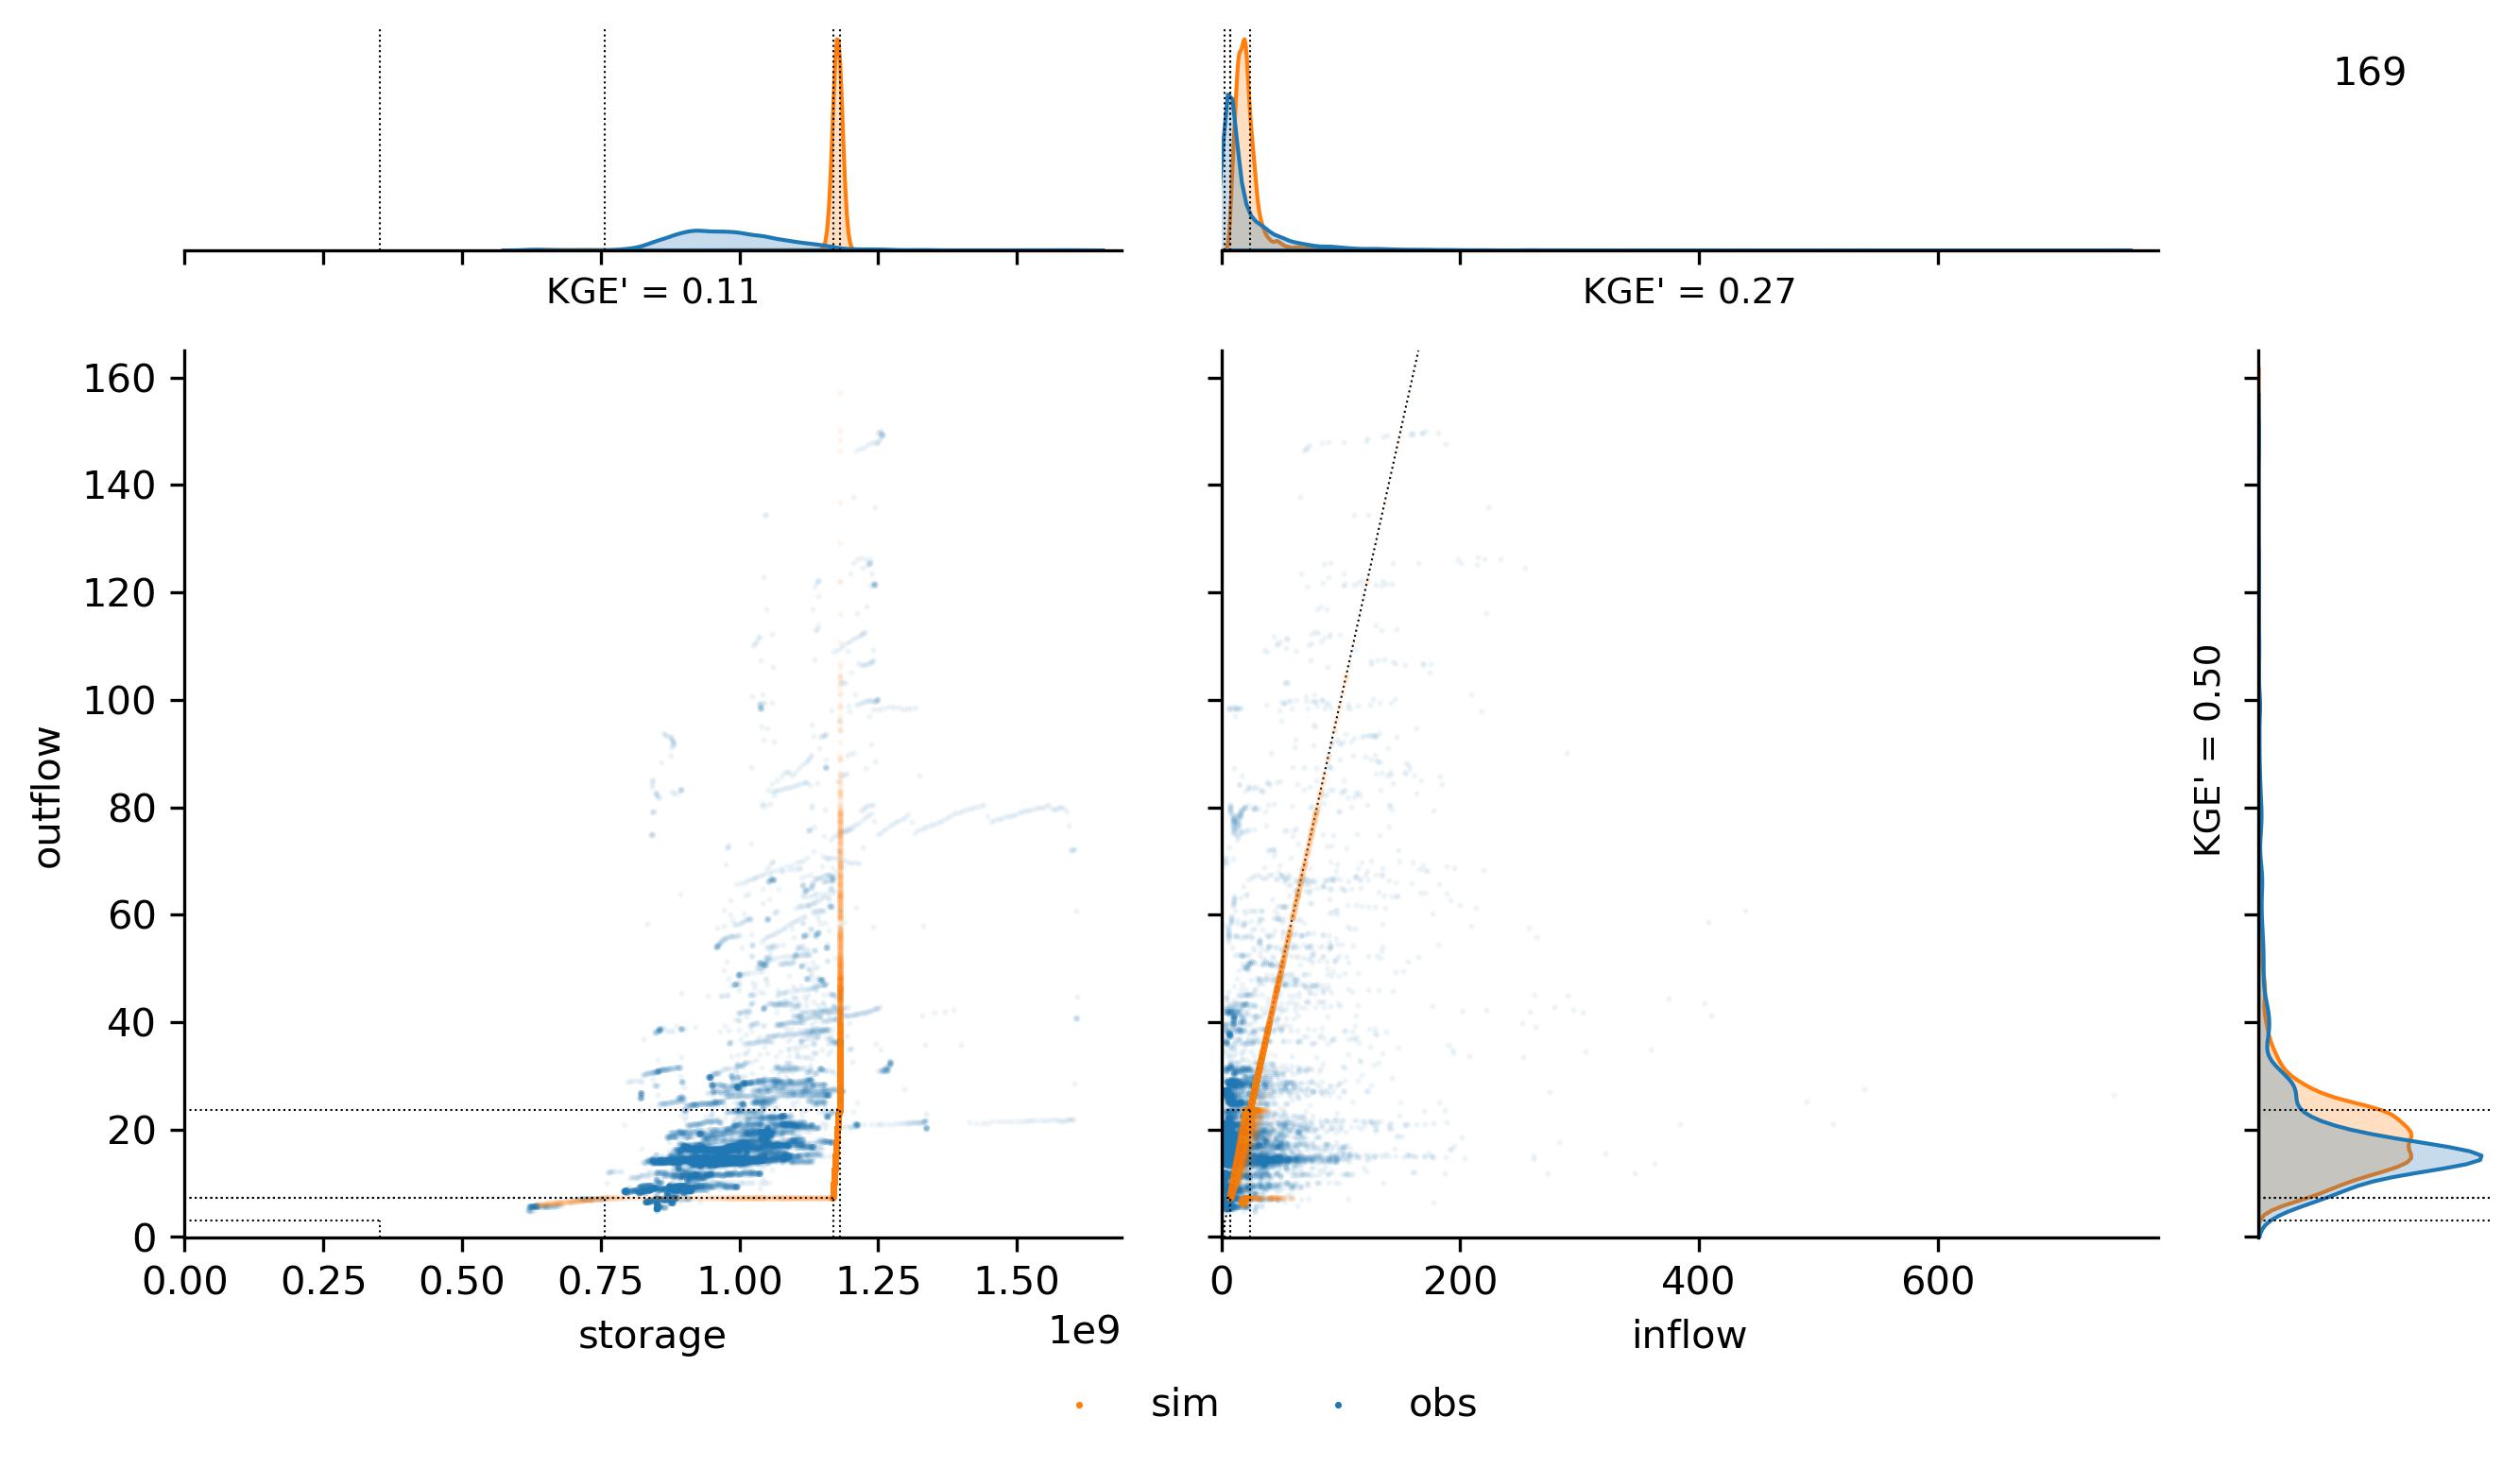 169
KGE' = 0.11
KGE' = 0.27
160
140
120
100
80
60
40
20
0
outflow
KGE' = 0.50
0.00 0.25 0.50 0.75 1.00 1.25 1.50
0 200 400 600
storage
1e9
inflow
sim obs